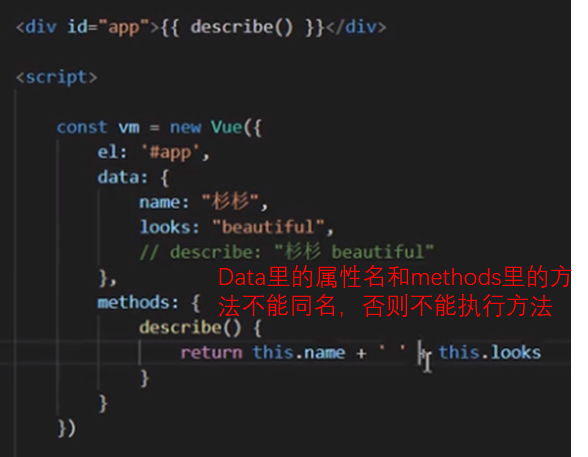 <div id="app">{{ describe() }}</div>
<script>
const vm = new Vue({
el: '#app',
data: {
name: "杉杉",
looks: "beautiful",
// describe: "杉杉 beautiful"
},
Data里的属性名和methods里的方
法不能同名，否则不能执行方法
methods: {
describe() {
return this.name + ' ' + this.looks
}
}
})